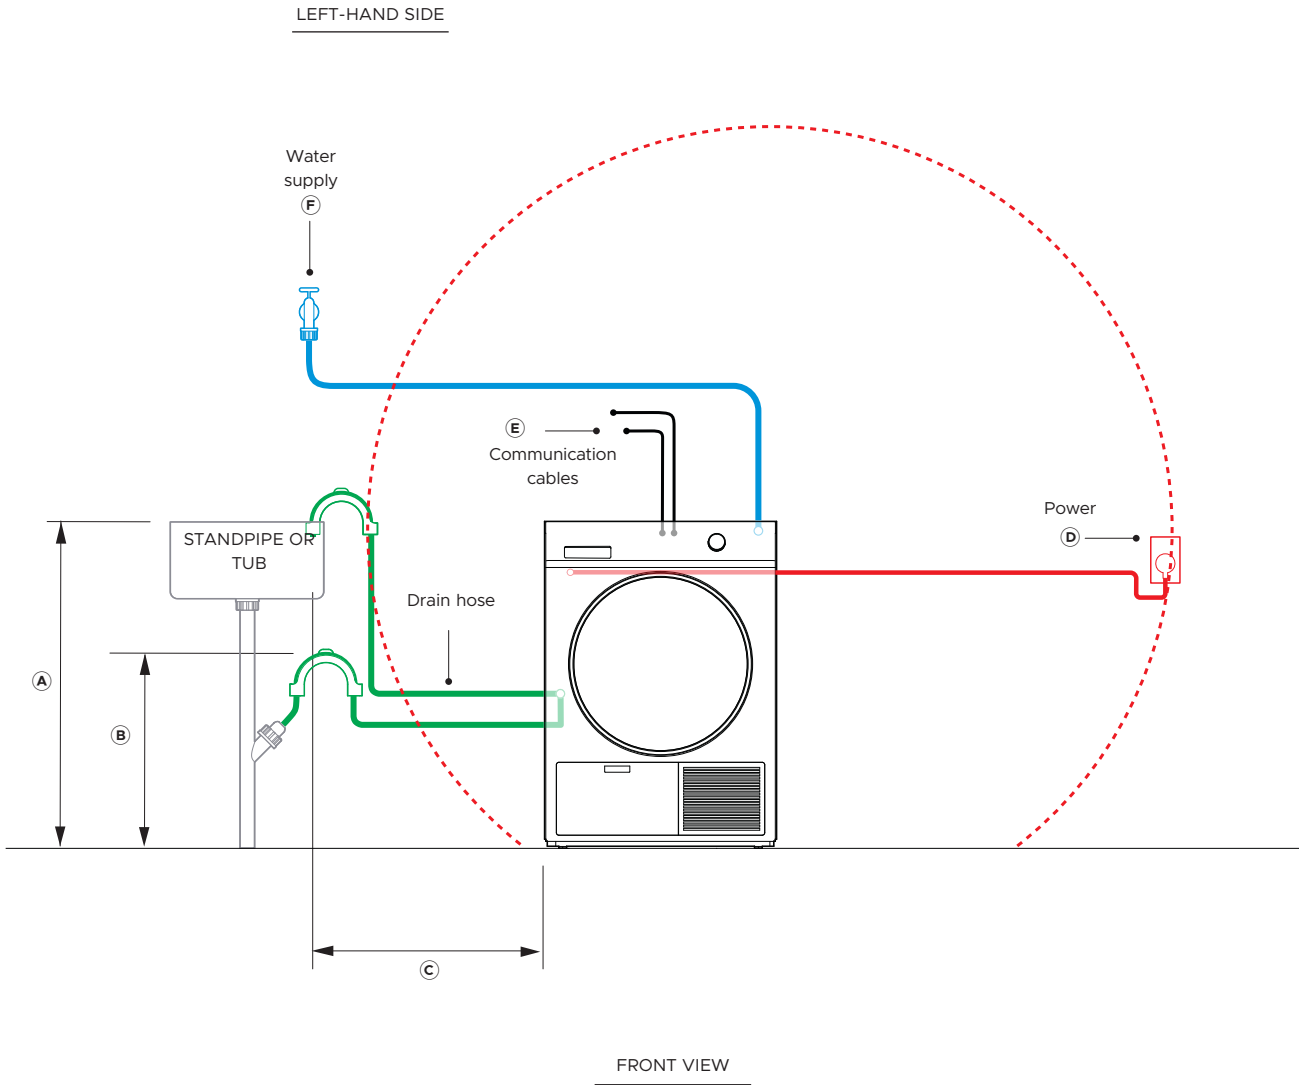 LEFT-HAND SIDE
Water
supply
F
E
Communication
cables
Power
D
STANDPIPE OR
TUB
Drain hose
A
B
C
FRONT VIEW